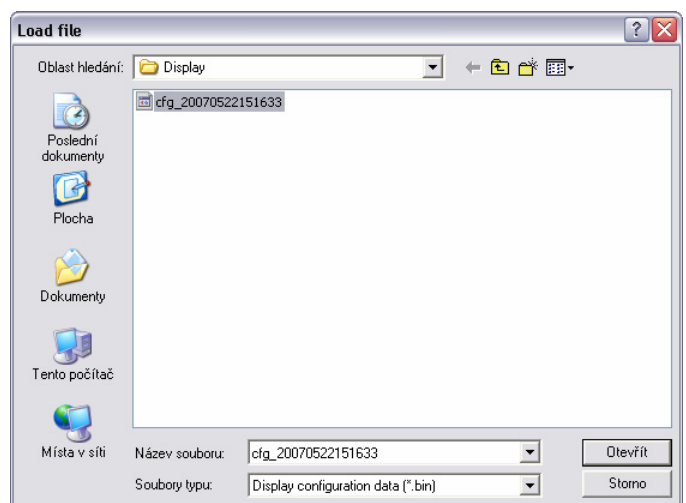 Load file
Oblast hledání:
Display
cfg_20070522151633
Poslední
dokumenty
Plocha
Dokumenty
Tento počítač
Místa v síti
Název souboru:
cfg_20070522151633
Otevřít
Soubory typu:
Display configuration data (*.bin)
Storno